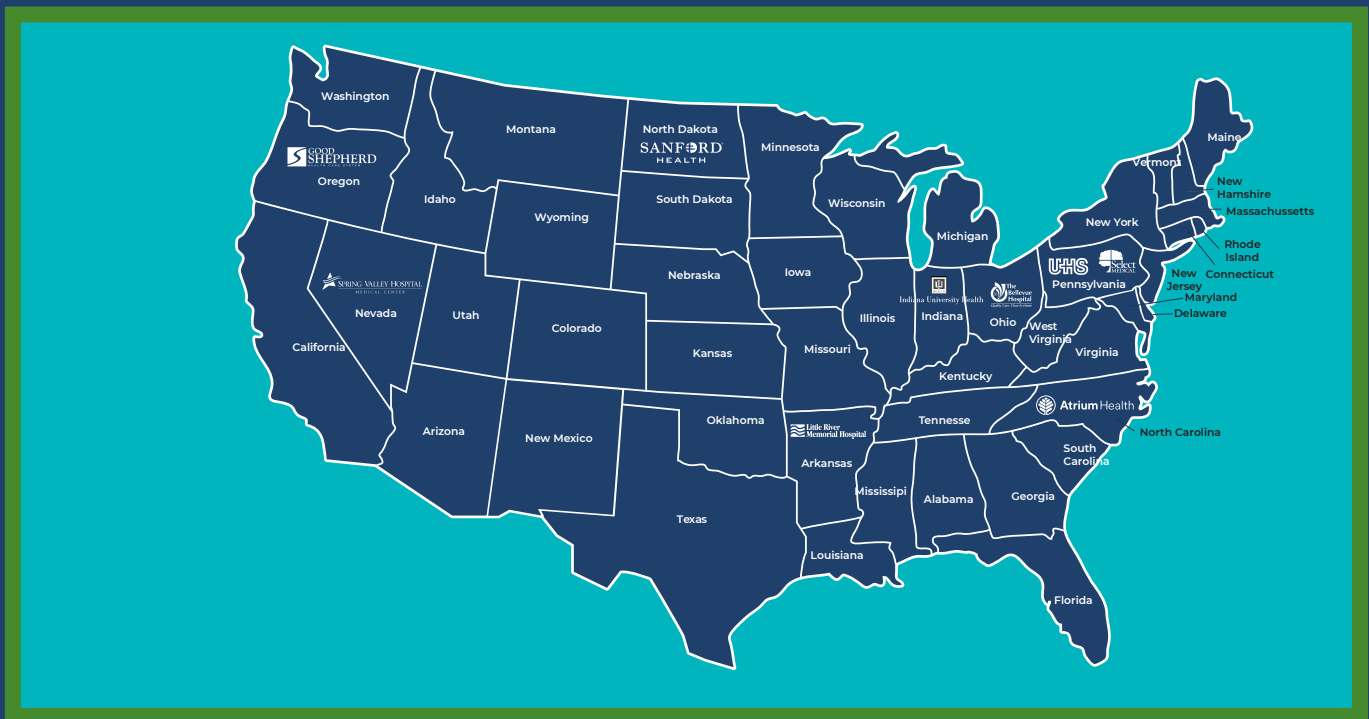 Washington
GOOD
SHEPHERD
HEALTH CARE SYSTEM
Oregon
Idaho
Montana
North Dakota
SANFORD
HEALTH
South Dakota
Wyoming
Minnesota
Wisconsin
Michigan
Maine
Vermont
New
Hamshire
Massachussetts
New York
Rhode
Island
Connecticut
New
Jersey
Maryland
Delaware
UHS
Select
MEDICAL
Pennsylvania
SPRING VALLEY HOSPITAL
MEDICAL CENTER
Nevada
California
Utah
Colorado
Nebraska
Iowa
Illinois
Indiana University Health
Indiana
The
Bellevue
Hospital
Ohio
West
Virginia
Virginia
Kansas
Missouri
Kentucky
Atrium Health
North Carolina
Tennesse
Arizona
New Mexico
Oklahoma
Little River
Memorial Hospital
Arkansas
South
Carolina
Mississipi
Alabama
Georgia
Texas
Louisiana
Florida